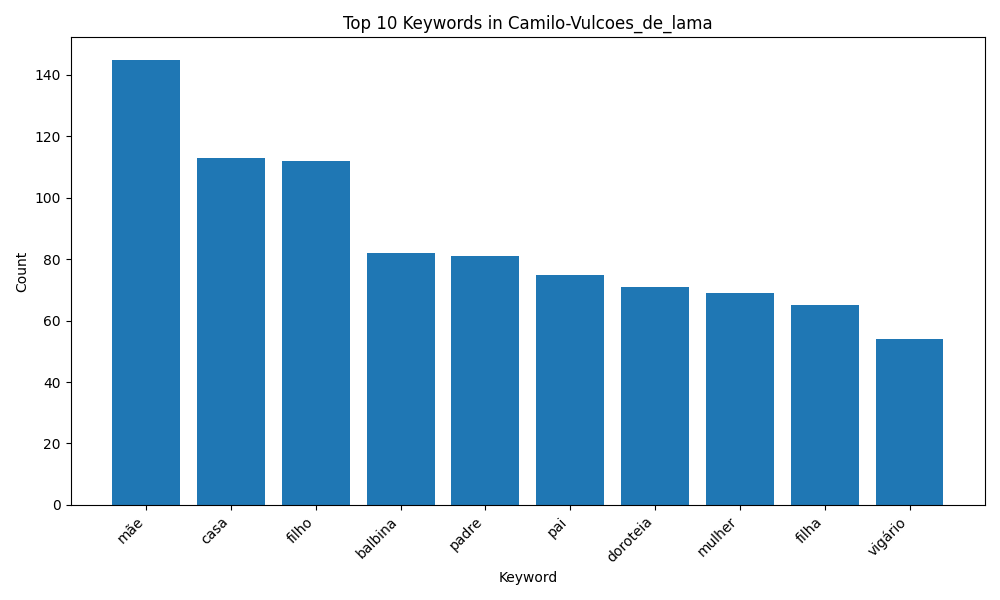 Top 10 Keywords in Camilo-Vulcoes_de_lama
Count
140
120
100
80
60
40
20
0
mãe
casa
filho
balbina
padre
pai
doroteia
mulher
filha
vigário
Keyword